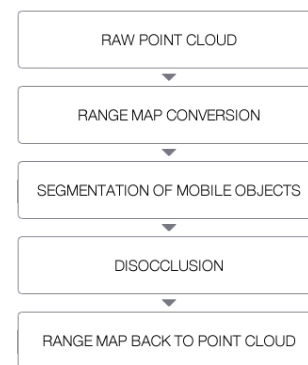 RAW POINT CLOUD
RANGE MAP CONVERSION
SEGMENTATION OF MOBILE OBJECTS
DISOCCLUSION
RANGE MAP BACK TO POINT CLOUD